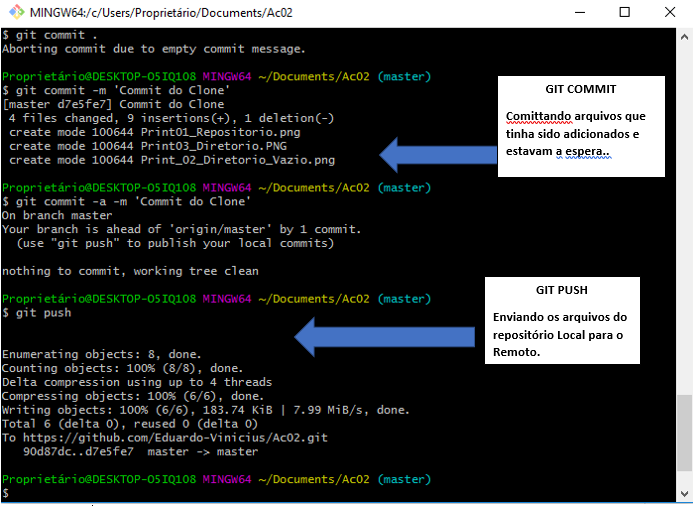 MINGW64:/c/Users/Proprietário/Documents/Ac02
$ git commit .
Aborting commit due to empty commit message.
Proprietário@DESKTOP-O5IQ108 MINGW64 ~/Documents/Ac02 (master)
$ git commit -m 'Commit do Clone'
[master d7e5fe7] Commit do Clone
4 files changed, 9 insertions(+), 1 deletion(-)
create mode 100644 Print01_Repositorio.png
create mode 100644 Print03_Diretorio.PNG
create mode 100644 Print_02_Diretorio_Vazio.png
GIT COMMIT
Comittando arquivos que
tinha sido adicionados e
estavam a espera..
Proprietário@DESKTOP-O5IQ108 MINGW64 ~/Documents/Ac02 (master)
$ git commit -a -m 'Commit do Clone'
On branch master
Your branch is ahead of 'origin/master' by 1 commit.
(use "git push" to publish your local commits)
nothing to commit, working tree clean
Proprietário@DESKTOP-O5IQ108 MINGW64 ~/Documents/Ac02 (master)
$ git push
GIT PUSH
Enviando os arquivos do
repositório Local para o
Remoto.
Enumerating objects: 8, done.
Counting objects: 100% (8/8), done.
Delta compression using up to 4 threads
Compressing objects: 100% (6/6), done.
Writing objects: 100% (6/6), 183.74 KiB | 7.99 MiB/s, done.
Total 6 (delta 0), reused 0 (delta 0)
To https://github.com/Eduardo-Vinicius/Ac02.git
90d87dc..d7e5fe7  master -> master
Proprietário@DESKTOP-O5IQ108 MINGW64 ~/Documents/Ac02 (master)
$